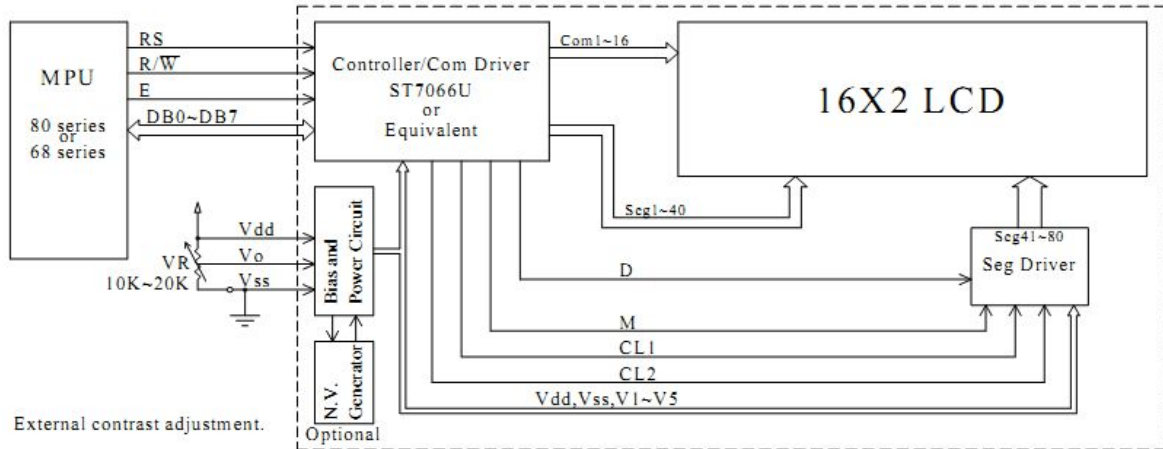 MPU
80 series
or
68 series
RS
R/W̅
E
DB0~DB7
Controller/Com Driver
ST7066U
or
Equivalent
Com1~16
16X2 LCD
Seg1~40
Seg41~80
Seg Driver
Vdd
Vo
Vss
VR
10K~20K
Bias and
Power Circuit
N.V.
Generator
Optional
D
M
CL1
CL2
Vdd,Vss,V1~V5
External contrast adjustment.